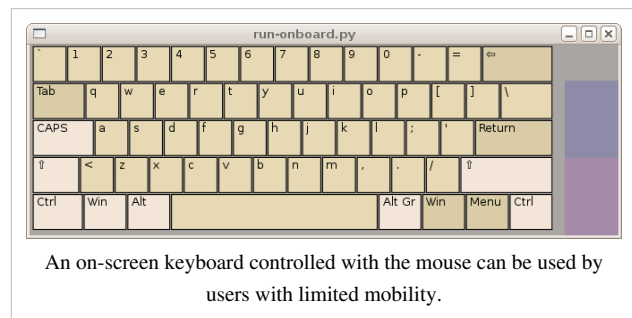 run-onboard.py
` 1 2 3 4 5 6 7 8 9 0 - = ⇦
Tab q w e r t y u i o p [ ] \
CAPS a s d f g h j k l ; ' Return
⇧ < z x c v b n m , . / ⇧
Ctrl Win Alt Alt Gr Win Menu Ctrl
An on-screen keyboard controlled with the mouse can be used by
users with limited mobility.